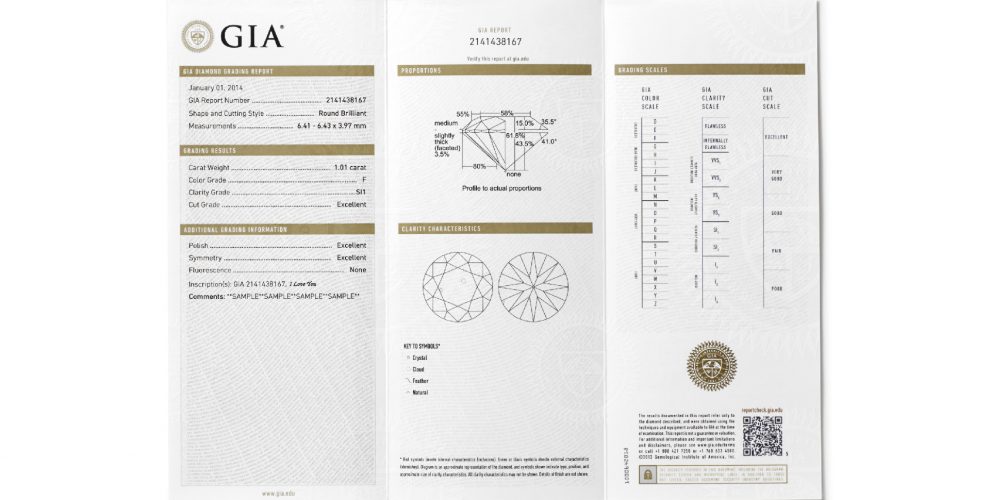 GIA®
GIA DIAMOND GRADING REPORT
January 01, 2014
GIA Report Number 2141438167
Shape and Cutting Style Round Brilliant
Measurements 6.41 - 6.43 x 3.97 mm
GRADING RESULTS
Carat Weight 1.01 carat
Color Grade F
Clarity Grade SI1
Cut Grade Excellent
ADDITIONAL GRADING INFORMATION
Polish Excellent
Symmetry Excellent
Fluorescence None
Inscription(s): GIA 2141438167, I Love You
Comments: **SAMPLE**SAMPLE**SAMPLE**SAMPLE**
www.gia.edu
GIA REPORT
2141438167
Verify this report at gia.edu
PROPORTIONS
55%
58%
medium
15.0%
35.5°
slightly
thick
(faceted)
3.5%
61.8%
43.5%
41.0°
80%
none
Profile to actual proportions
CLARITY CHARACTERISTICS
KEY TO SYMBOLS*
Crystal
Cloud
Feather
Natural
* Red symbols denote internal characteristics (inclusions). Green or black symbols denote external characteristics
(blemishes). Diagram is an approximate representation of the diamond, and symbols shown indicate type, position, and
approximate size of clarity characteristics. All clarity characteristics may not be shown. Details of finish are not shown.
GRADING SCALES
GIA
COLOR
SCALE
D
E
F
G
H
I
J
K
L
M
N
O
P
Q
R
S
T
U
V
W
X
Y
Z
GIA
CLARITY
SCALE
FLAWLESS
INTERNALLY
FLAWLESS
VVS1
VVS2
VS1
VS2
SI1
SI2
I1
I2
I3
GIA
CUT
SCALE
EXCELLENT
VERY
GOOD
GOOD
FAIR
POOR
reportcheck.gia.edu
The results documented in this report refer only to
the diamond described, and were obtained using the
techniques and equipment available to GIA at the time
of examination. This report is not a guarantee or valuation.
For additional information and important limitations
and disclaimers, please see www.gia.edu/terms
or call +1 800 421 7250 or +1 760 603 4500.
©2013 Gemological Institute of America, Inc.